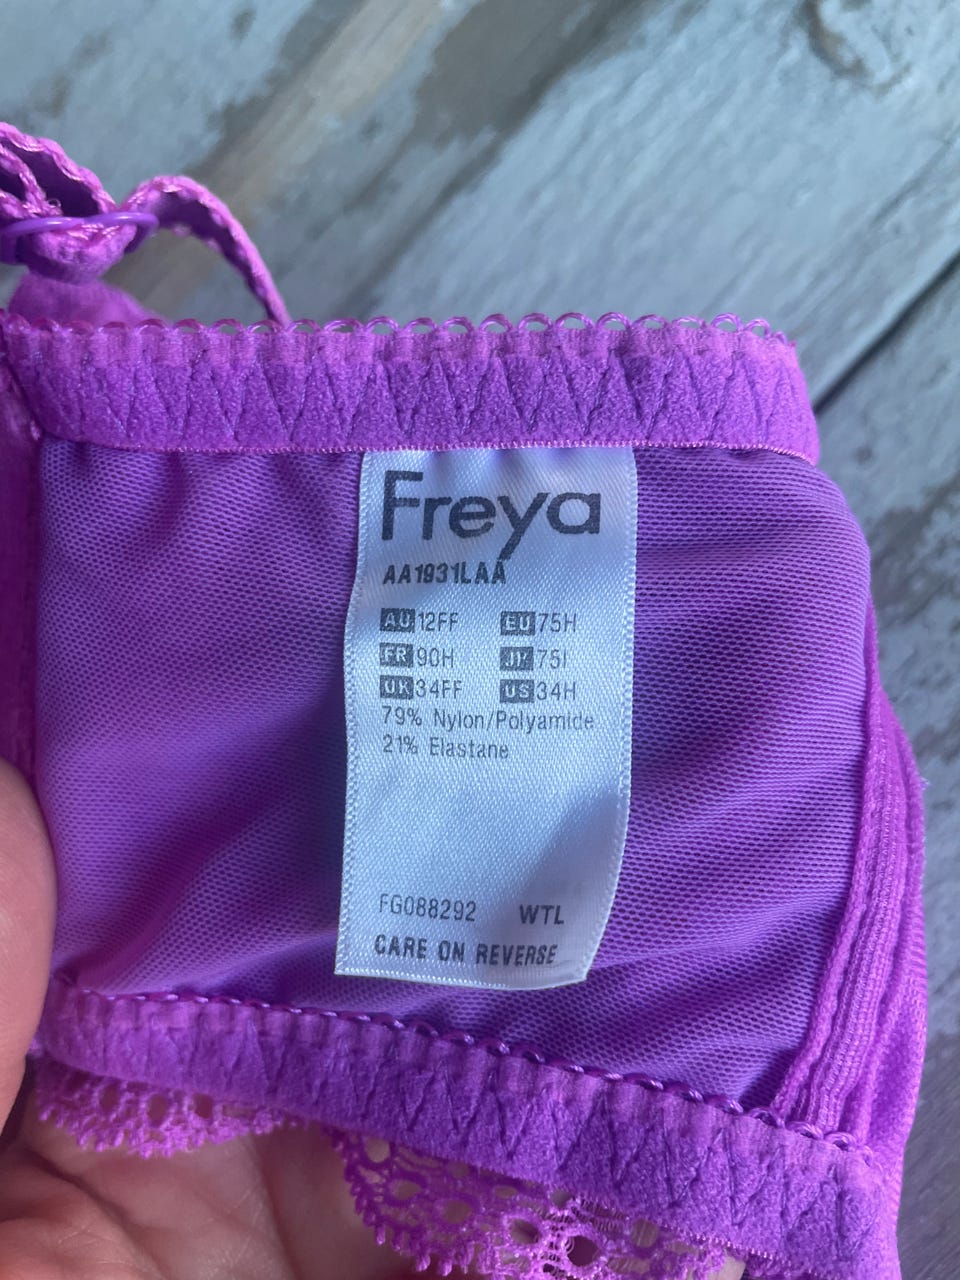 Freya
AA1931LAA
AU 12FF EU 75H
FR 90H JP 75I
UK 34FF US 34H
79% Nylon/Polyamide
21% Elastane
FG088292 WTL
CARE ON REVERSE